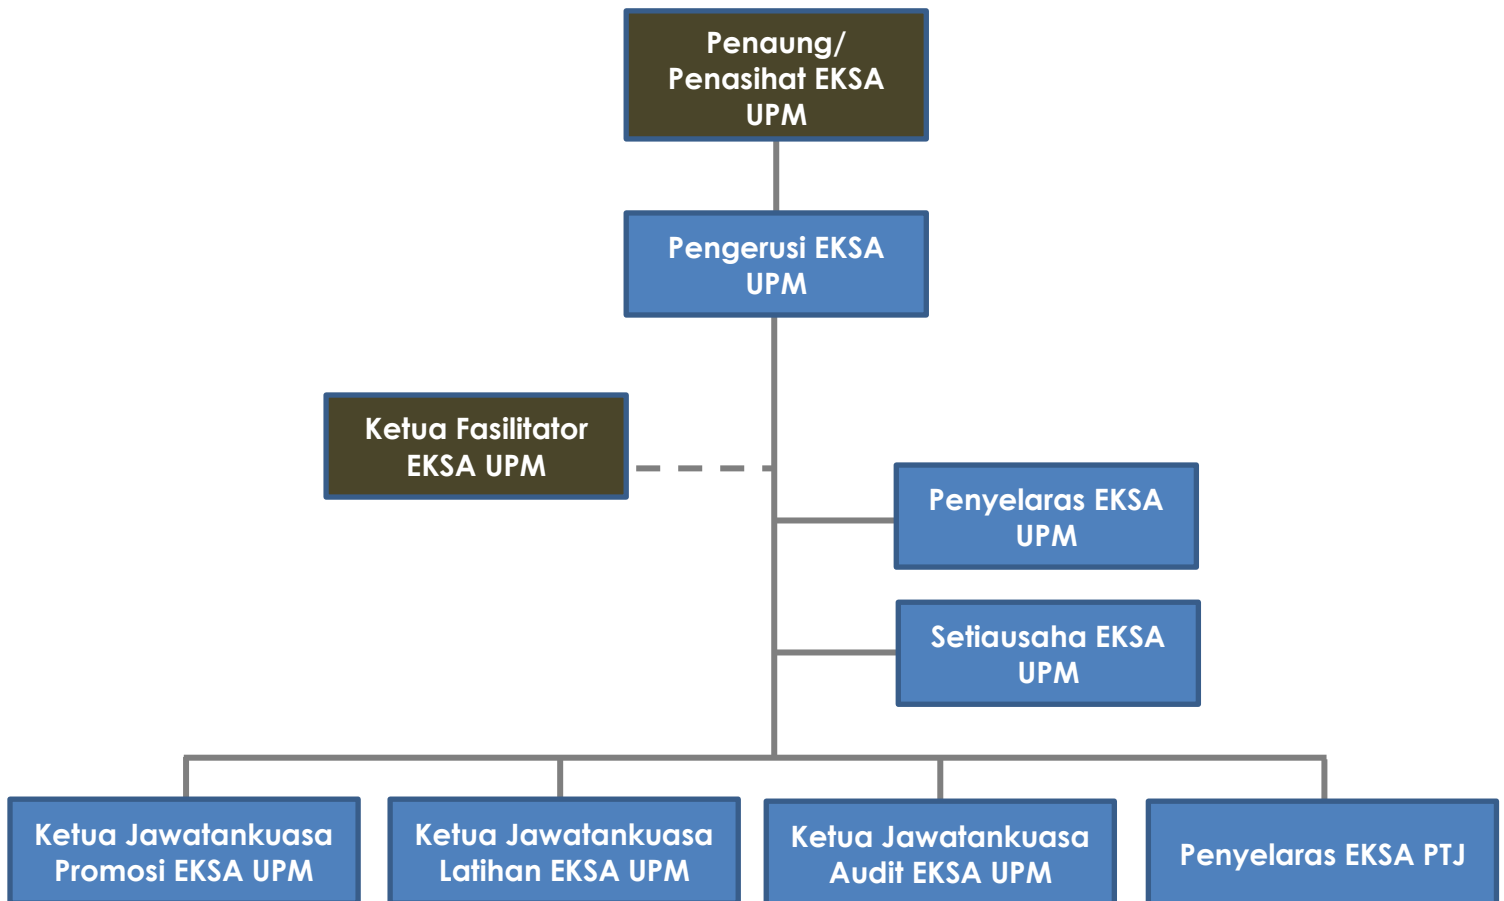 Penaung/
Penasihat EKSA
UPM
Pengerusi EKSA
UPM
Ketua Fasilitator
EKSA UPM
Penyelaras EKSA
UPM
Setiausaha EKSA
UPM
Ketua Jawatankuasa
Promosi EKSA UPM
Ketua Jawatankuasa
Latihan EKSA UPM
Ketua Jawatankuasa
Audit EKSA UPM
Penyelaras EKSA PTJ